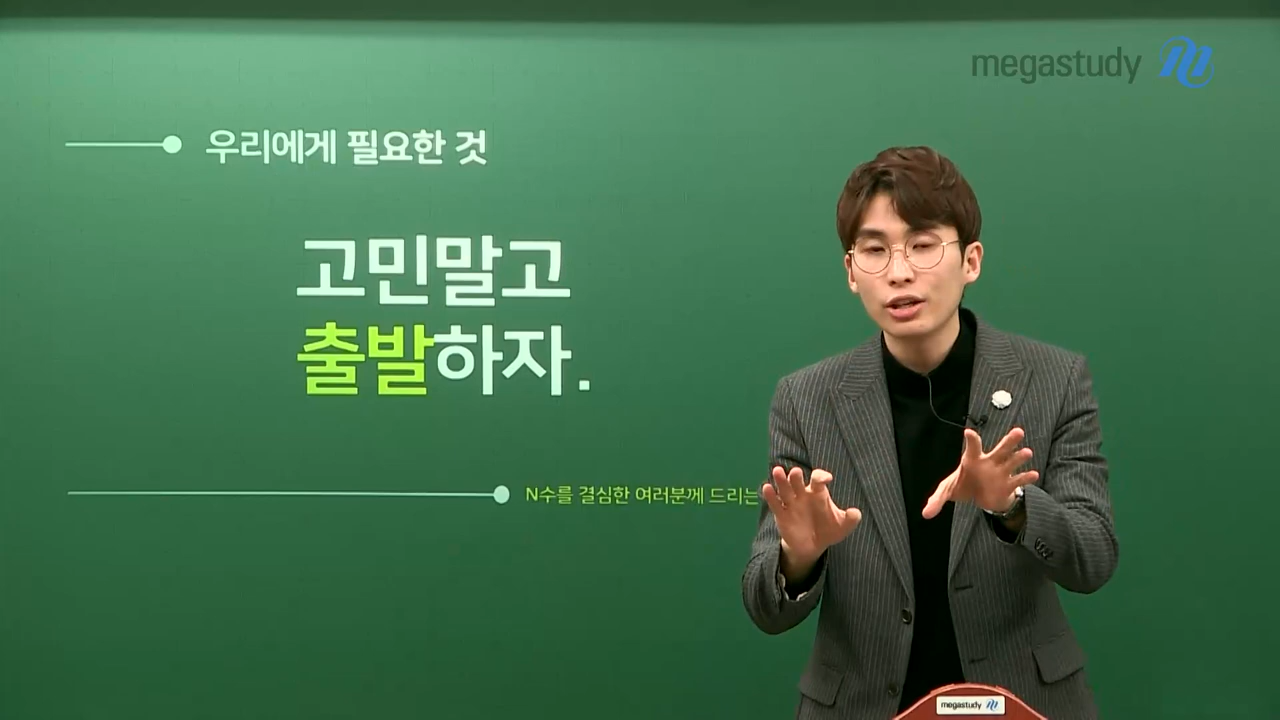 megastudy
우리에게 필요한 것
고민말고
출발하자.
N수를 결심한 여러분께 드리는
megastudy